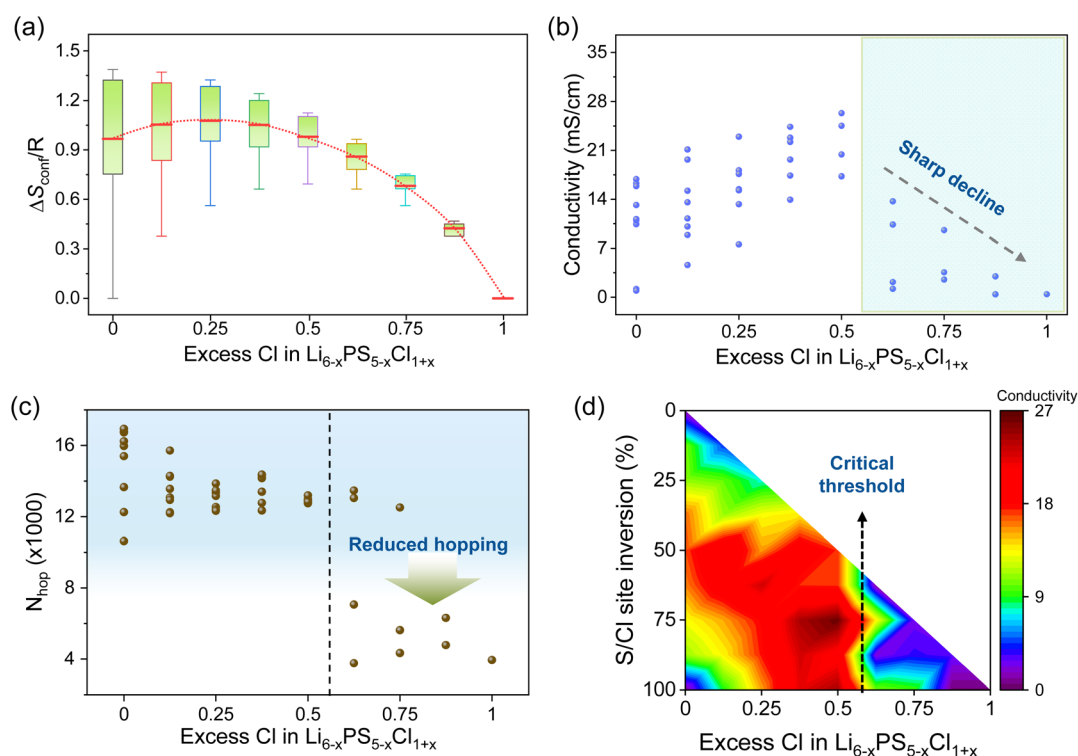 (a)
ΔS_conf/R
1.5
1.2
0.9
0.6
0.3
0.0
0 0.25 0.5 0.75 1
Excess Cl in Li₆₋ₓPS₅₋ₓCl₁₊ₓ
(b)
Conductivity (mS/cm)
35
28
21
14
7
0
Sharp decline
0 0.25 0.5 0.75 1
Excess Cl in Li₆₋ₓPS₅₋ₓCl₁₊ₓ
(c)
N_hop (x1000)
16
12
8
4
Reduced hopping
0 0.25 0.5 0.75 1
Excess Cl in Li₆₋ₓPS₅₋ₓCl₁₊ₓ
(d)
S/Cl site inversion (%)
0
25
50
75
100
Critical
threshold
0 0.25 0.5 0.75 1
Excess Cl in Li₆₋ₓPS₅₋ₓCl₁₊ₓ
Conductivity
27
18
9
0